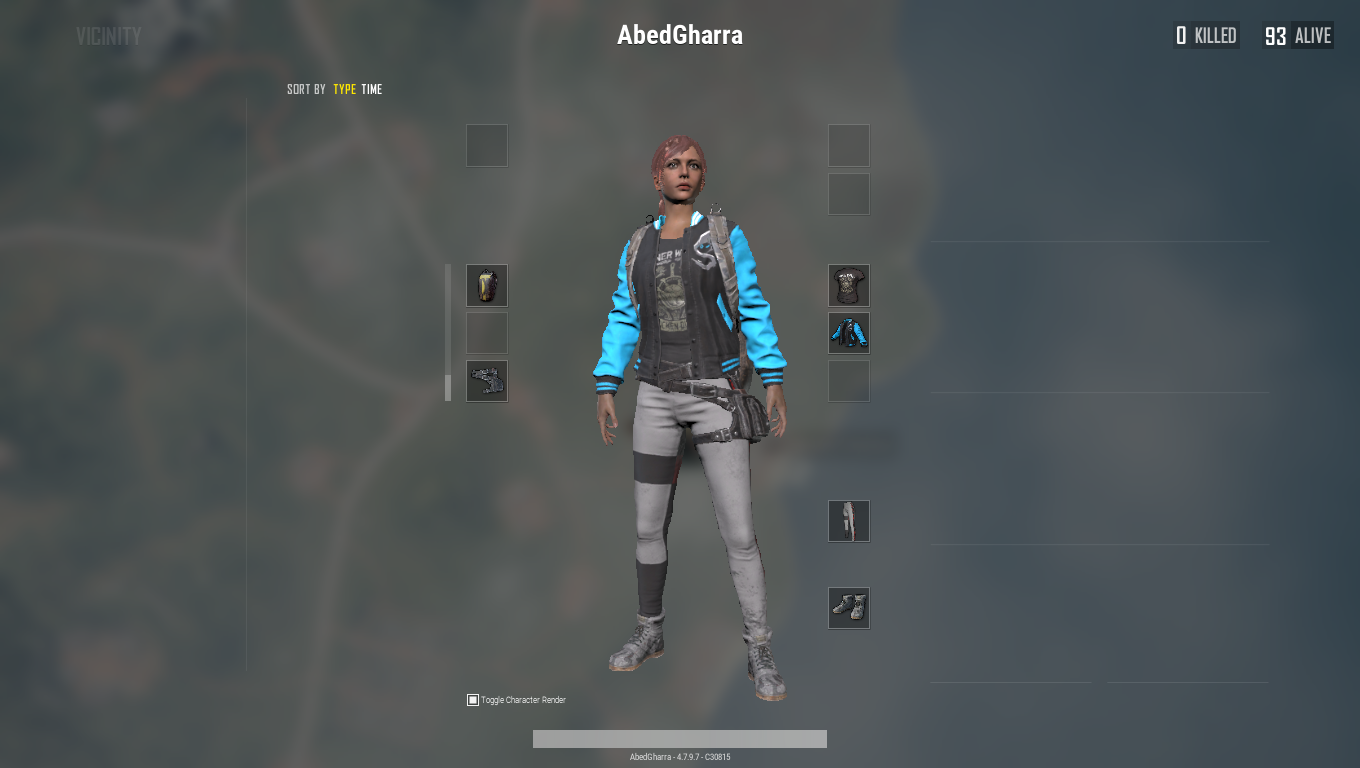 VICINITY
AbedGharra
0 KILLED
93 ALIVE
SORT BY TYPE TIME
Toggle Character Render
AbedGharra - 4.7.9.7 - C30815